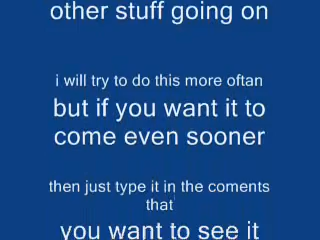 other stuff going on
i will try to do this more oftan
but if you want it to
come even sooner
then just type it in the coments
that
you want to see it